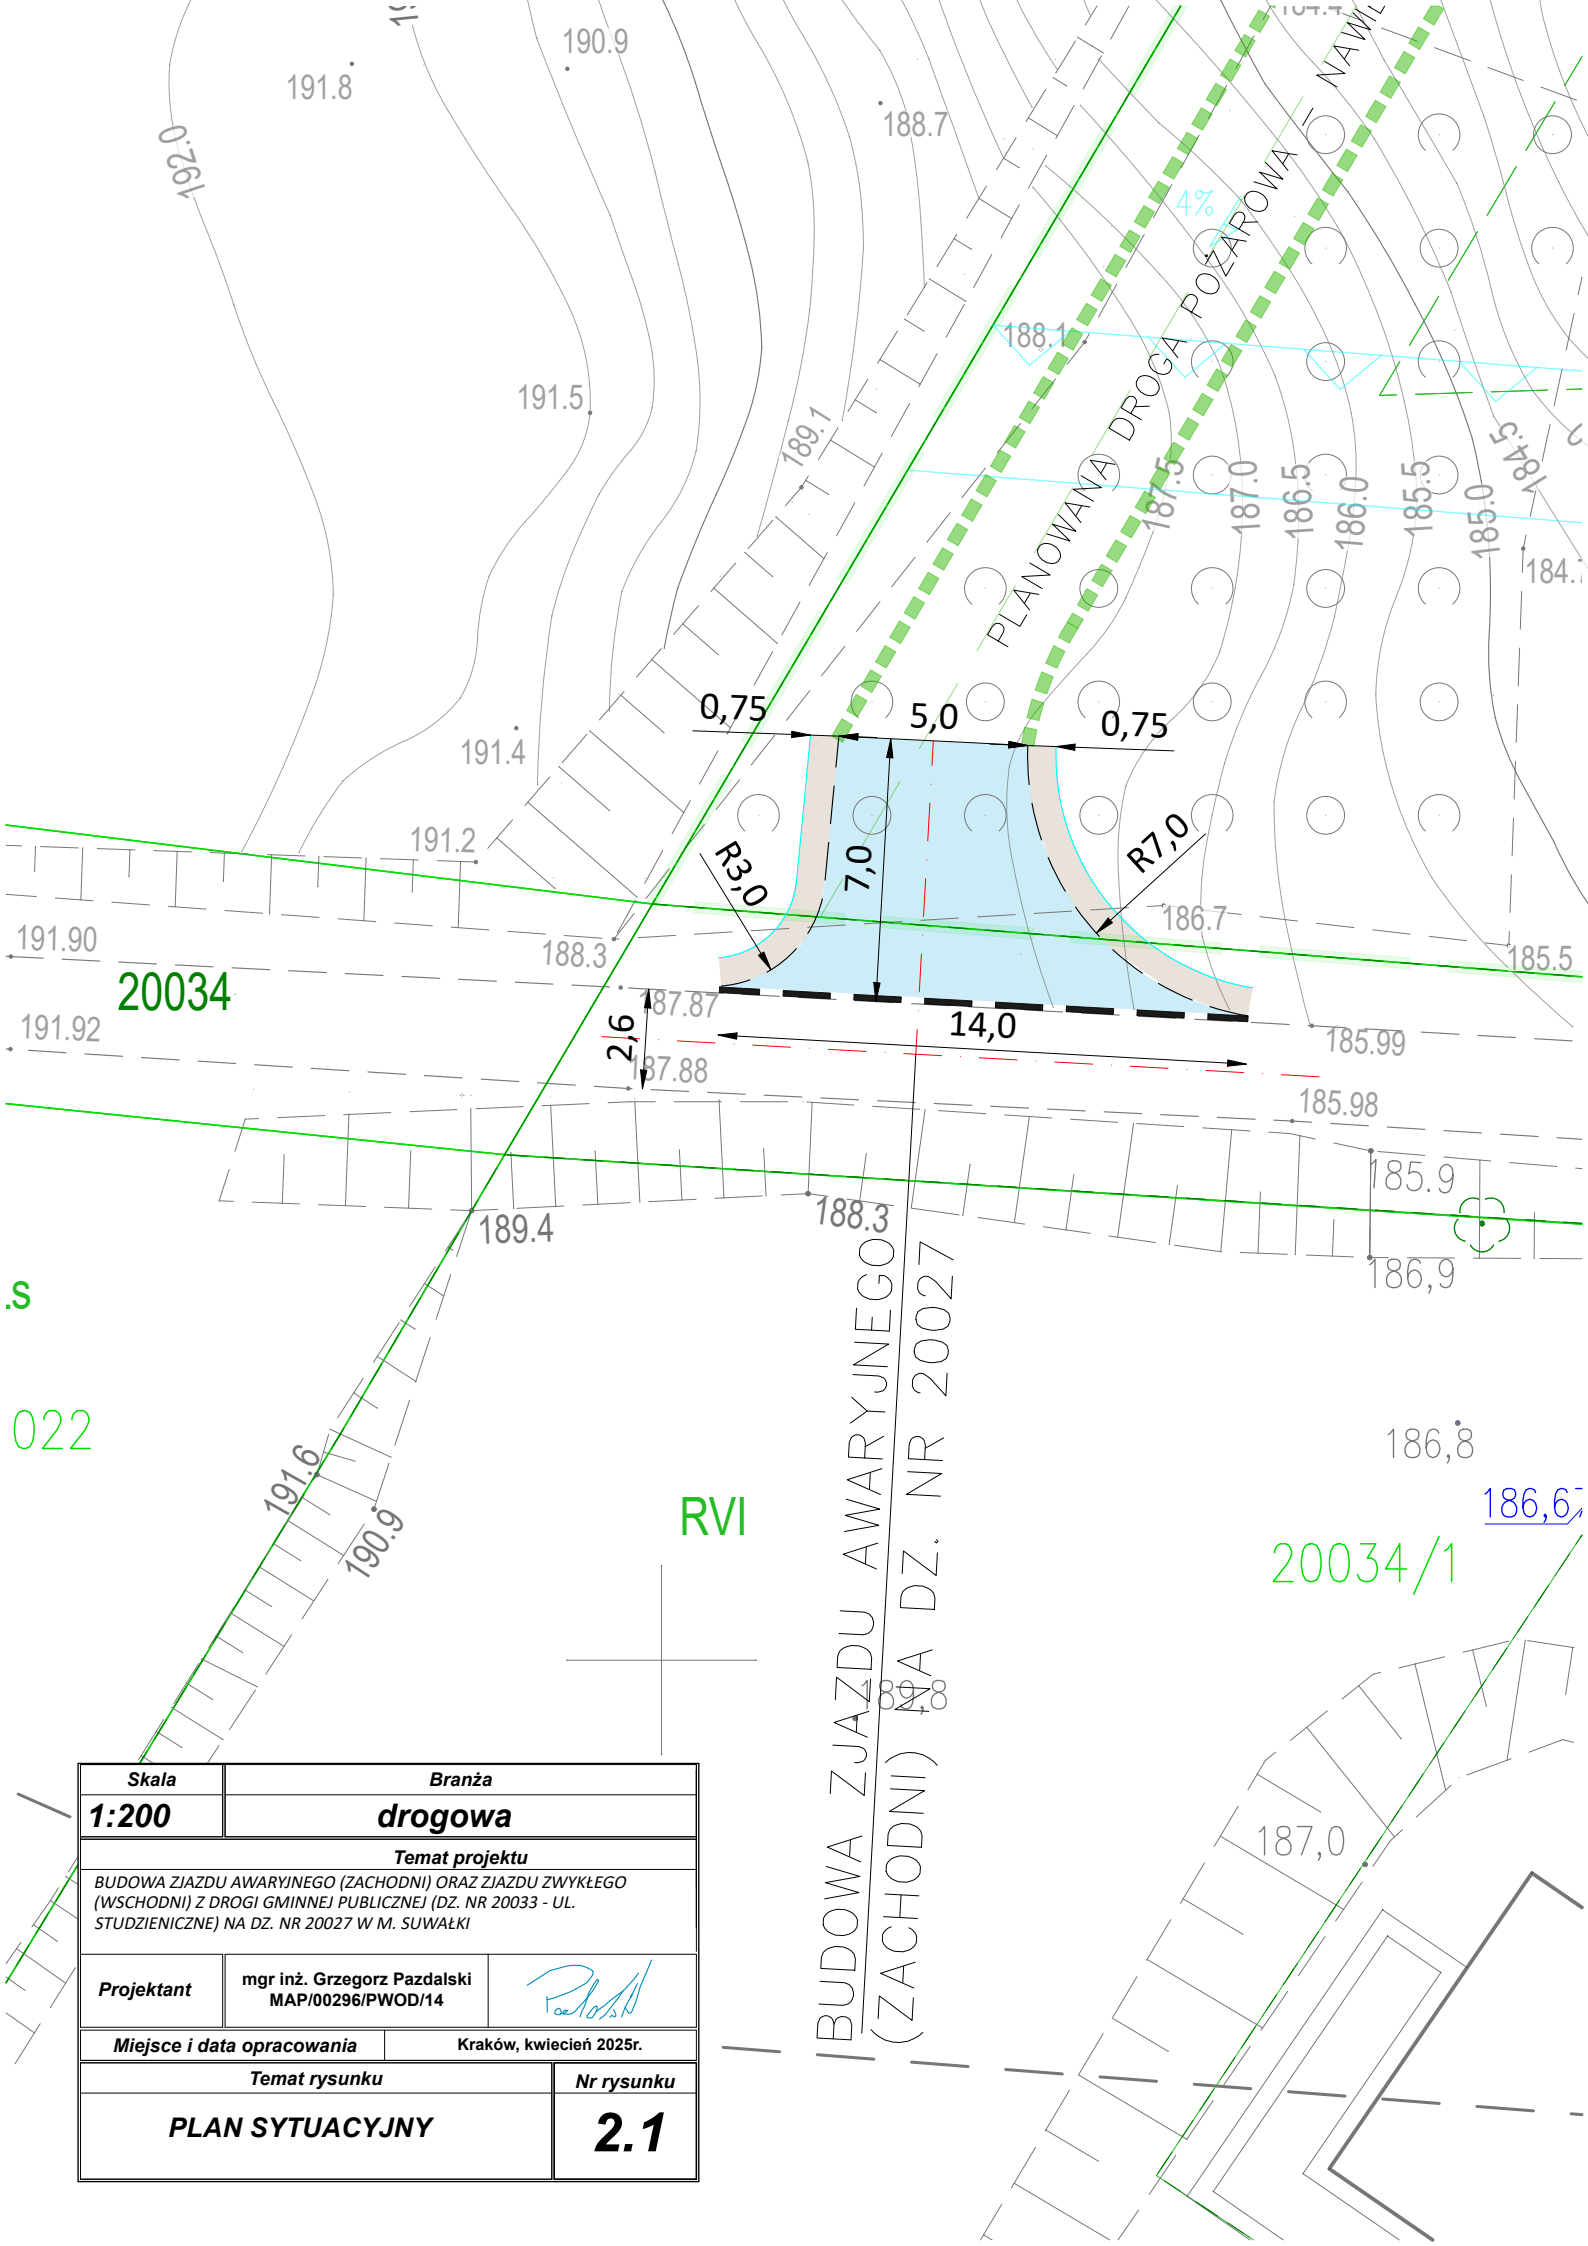 190.9
191.8
188.7
192.0
4%
PLANOWANA DROGA POŻAROWA –
188.1
191.5
189.1
187.5
187.0
186.5
186.0
185.5
185.0
184.5
0,75
5,0
0,75
191.4
191.2
R3,0
7,0
R7,0
186.7
191.90
188.3
185.5
20034
187.87
2,6
14,0
191.92
185.99
187.88
185.98
185.9
189.4
188.3
186,9
.s
022
BUDOWA ZJAZDU AWARYJNEGO
(ZACHODNI) NA DZ. NR 20027
186,8
191.6
190.9
RVI
186,67
20034/1
189,8
187,0
Skala
Branża
1:200
drogowa
Temat projektu
BUDOWA ZJAZDU AWARYJNEGO (ZACHODNI) ORAZ ZJAZDU ZWYKŁEGO
(WSCHODNI) Z DROGI GMINNEJ PUBLICZNEJ (DZ. NR 20033 - UL.
STUDZIENICZNE) NA DZ. NR 20027 W M. SUWAŁKI
Projektant
mgr inż. Grzegorz Pazdalski
MAP/00296/PWOD/14
Miejsce i data opracowania
Kraków, kwiecień 2025r.
Temat rysunku
Nr rysunku
PLAN SYTUACYJNY
2.1